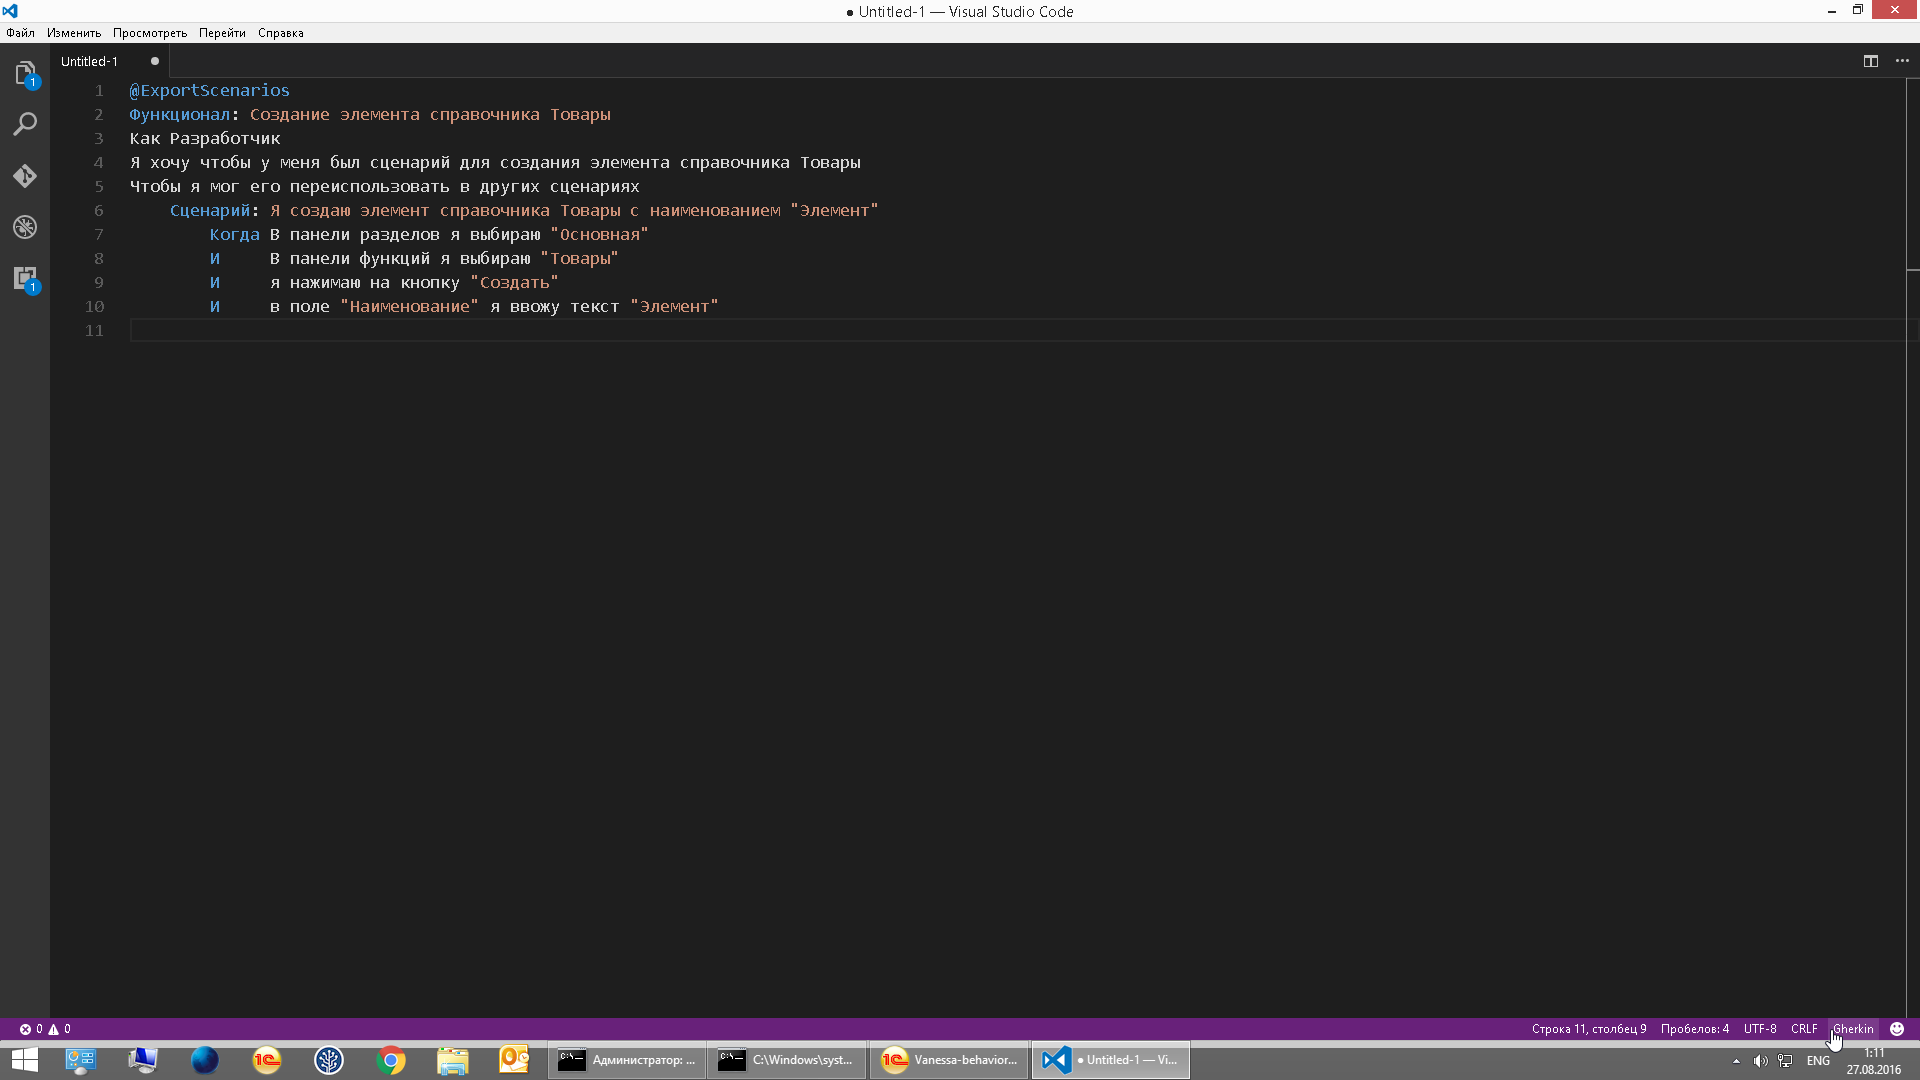 ● Untitled-1 — Visual Studio Code
Файл Изменить Просмотреть Перейти Справка
Untitled-1 ●
1 @ExportScenarios
2 Функционал: Создание элемента справочника Товары
3 Как Разработчик
4 Я хочу чтобы у меня был сценарий для создания элемента справочника Товары
5 Чтобы я мог его переиспользовать в других сценариях
6 Сценарий: Я создаю элемент справочника Товары с наименованием "Элемент"
7 Когда В панели разделов я выбираю "Основная"
8 И В панели функций я выбираю "Товары"
9 И я нажимаю на кнопку "Создать"
10 И в поле "Наименование" я ввожу текст "Элемент"
11
1
1
0 0 Строка 11, столбец 9 Пробелов: 4 UTF-8 CRLF Gherkin
Администратор: ... C:\Windows\syst... Vanessa-behavior... ● Untitled-1 — Vi... ENG 1:11
27.08.2016